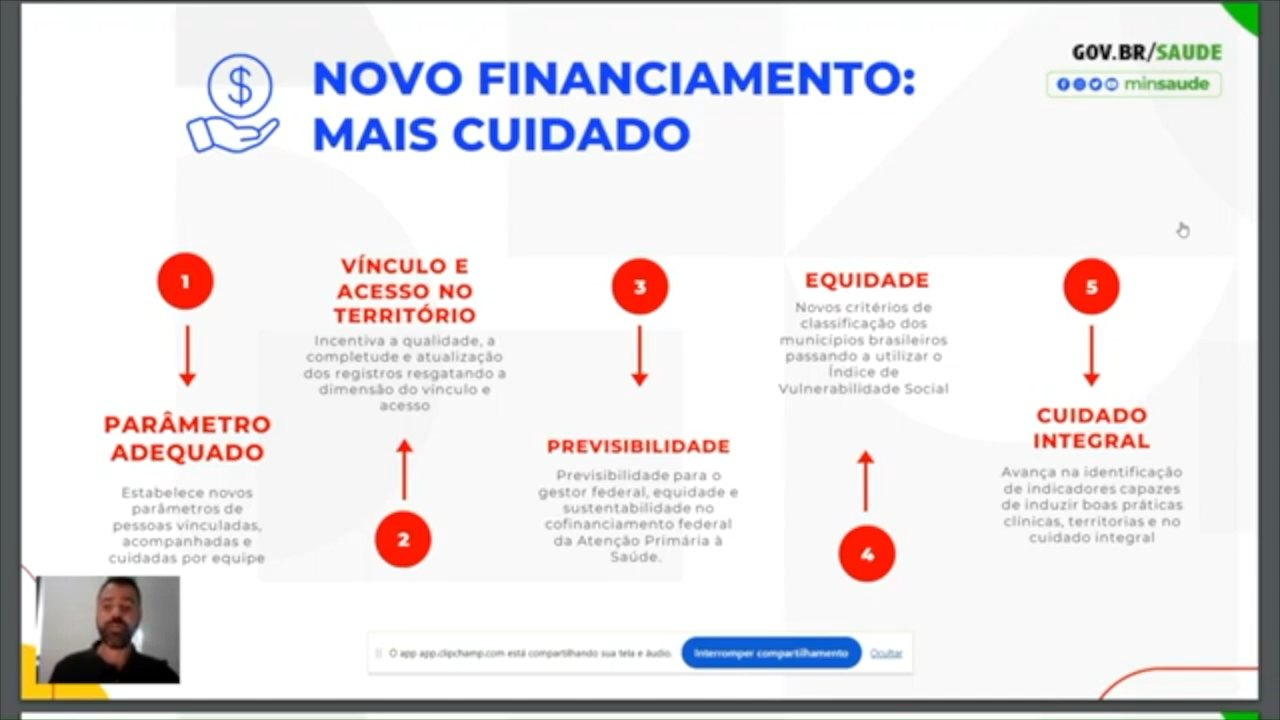 NOVO FINANCIAMENTO:
MAIS CUIDADO
GOV.BR/SAUDE
minsaude
1
PARÂMETRO
ADEQUADO
Estabelece novos
parâmetros de
pessoas vinculadas,
acompanhadas e
cuidadas por equipe
VÍNCULO E
ACESSO NO
TERRITÓRIO
Incentiva a qualidade, a
completude e atualização
dos registros resgatando a
dimensão do vínculo e
acesso
2
3
PREVISIBILIDADE
Previsibilidade para o
gestor federal, equidade e
sustentabilidade no
cofinanciamento federal
da Atenção Primária à
Saúde.
EQUIDADE
Novos critérios de
classificação dos
municípios brasileiros
passando a utilizar o
Índice de
Vulnerabilidade Social
4
5
CUIDADO
INTEGRAL
Avança na identificação
de indicadores capazes
de induzir boas práticas
clínicas, territorias e no
cuidado integral
O app app.clipchamp.com está compartilhando sua tela e áudio.
Interromper compartilhamento
Ocultar